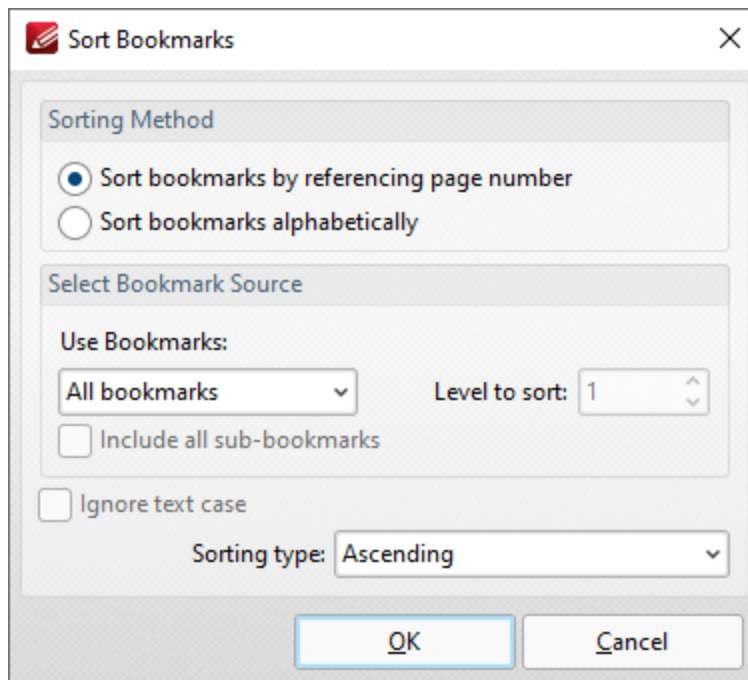 Sort Bookmarks
Sorting Method
Sort bookmarks by referencing page number
Sort bookmarks alphabetically
Select Bookmark Source
Use Bookmarks:
All bookmarks Level to sort: 1
Include all sub-bookmarks
Ignore text case
Sorting type: Ascending
OK Cancel